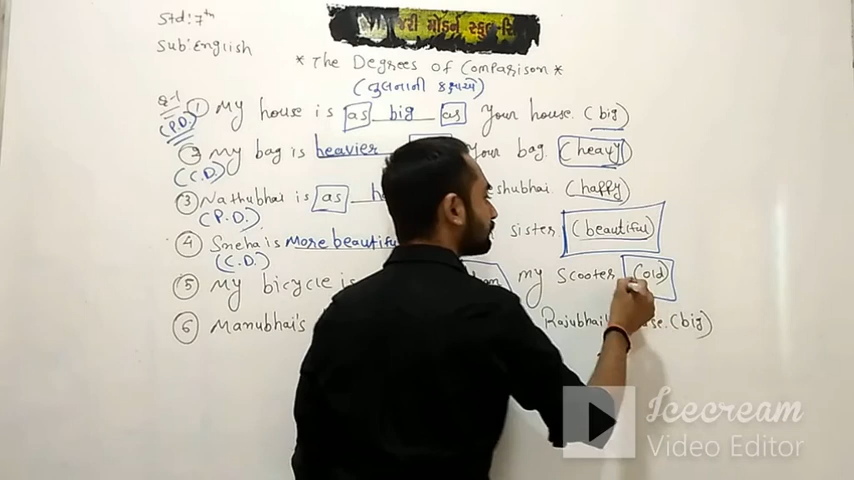 Std: 7th
જરી મોડર્ન સ્કુલ-રિ
Sub: English
* The Degrees of Comparison *
(તુલનાની કક્ષાઓ)
Q-1 (1) My house is as big as your house. (big)
(P.D.)
(2) My bag is heavier your bag. (heavy)
(C.D.)
(3) Nathubhai is as shubhai. (happy)
(P.D.)
(4) Sneha is more beautiful sister (beautiful)
(C.D.)
(5) My bicycle is my scooter (old)
(6) Manubhai's Rajubhai (big)
Icecream
Video Editor